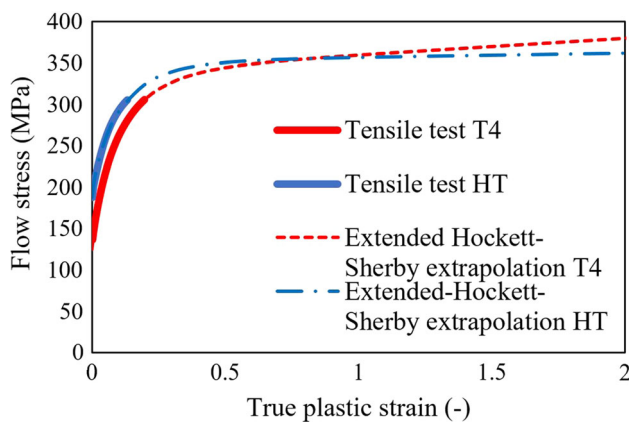 400
350
300
250
200
150
100
50
0
Flow stress (MPa)
Tensile test T4
Tensile test HT
Extended Hockett-
Sherby extrapolation T4
Extended-Hockett-
Sherby extrapolation HT
0 0.5 1 1.5 2
True plastic strain (-)